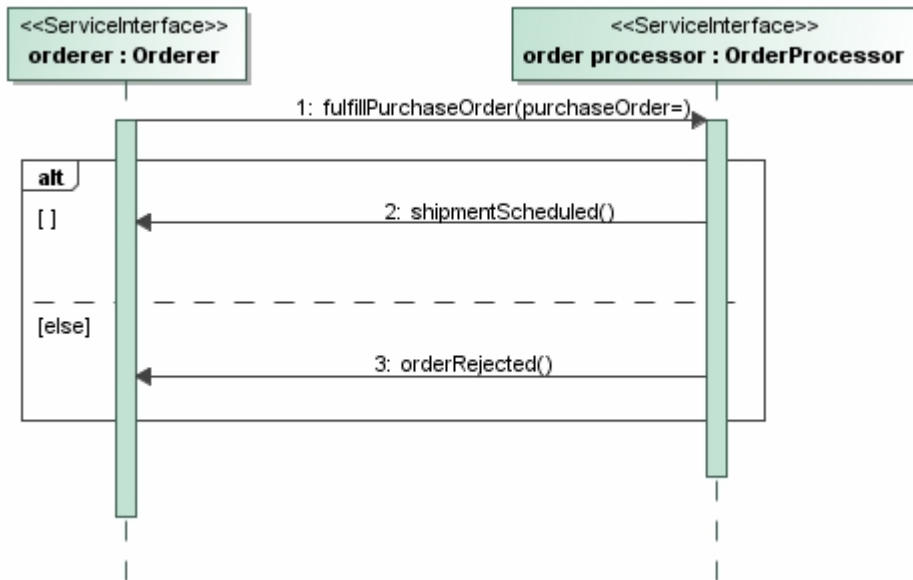 <<ServiceInterface>>
orderer : Orderer
<<ServiceInterface>>
order processor : OrderProcessor
1: fulfillPurchaseOrder(purchaseOrder=)
alt
[ ]
2: shipmentScheduled()
[else]
3: orderRejected()